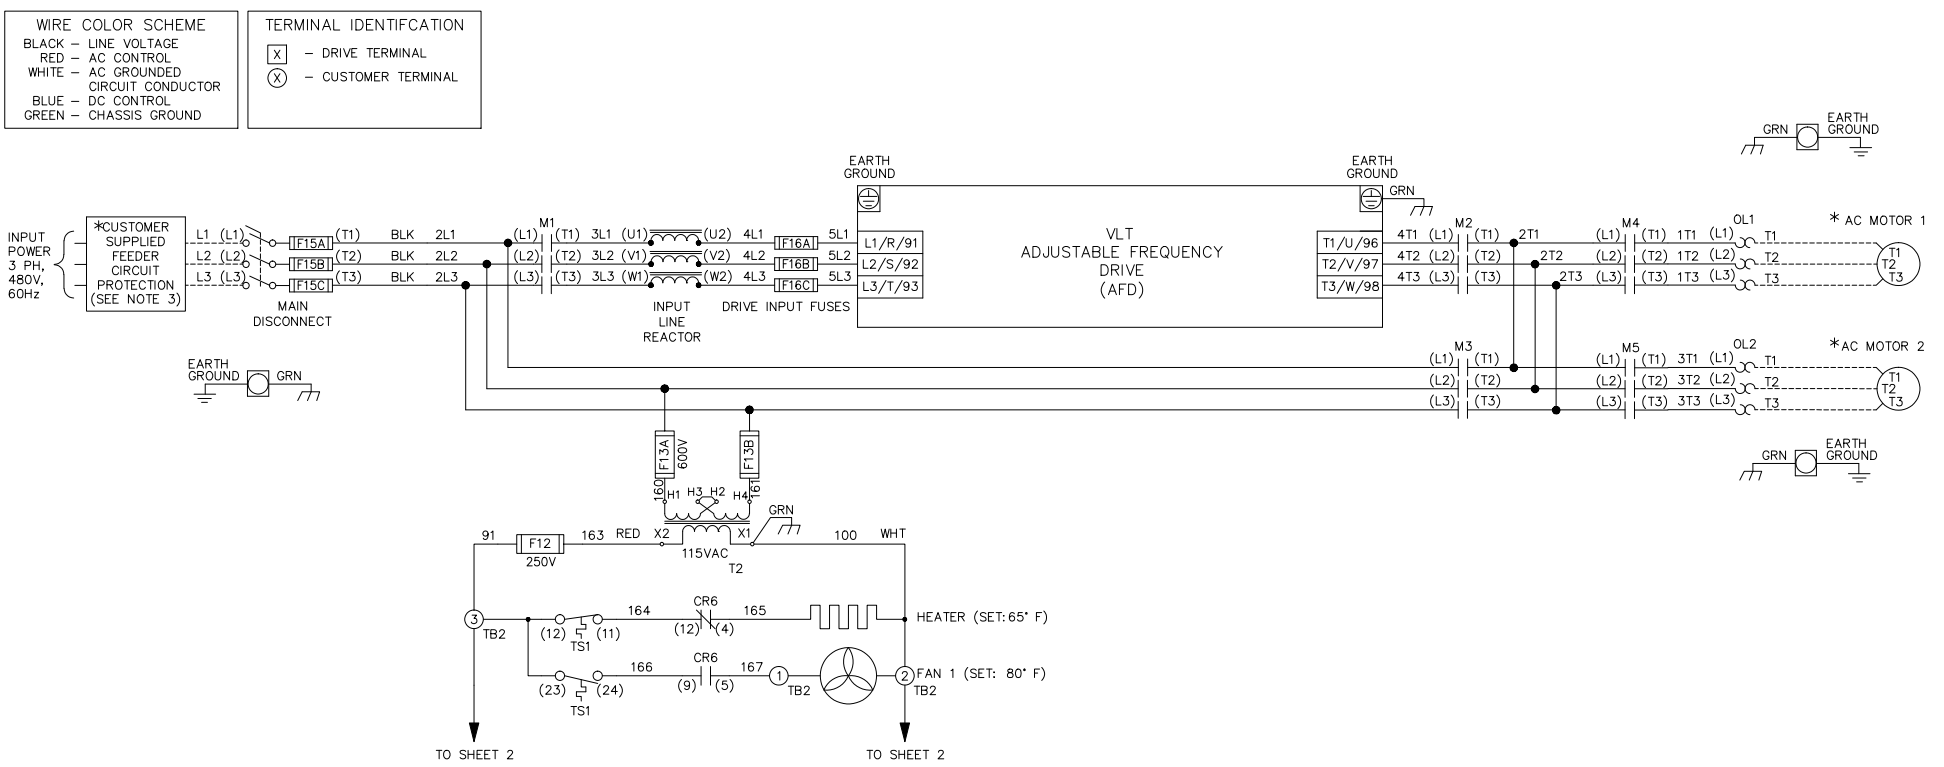 WIRE COLOR SCHEME
BLACK – LINE VOLTAGE
RED – AC CONTROL
WHITE – AC GROUNDED
CIRCUIT CONDUCTOR
BLUE – DC CONTROL
GREEN – CHASSIS GROUND
TERMINAL IDENTIFCATION
X – DRIVE TERMINAL
X – CUSTOMER TERMINAL
EARTH
GRN GROUND
EARTH
GROUND
EARTH
GROUND
GRN
INPUT
POWER
3 PH,
480V,
60Hz
*CUSTOMER
SUPPLIED
FEEDER
CIRCUIT
PROTECTION
(SEE NOTE 3)
L1 (L1) F15A (T1) BLK 2L1 (L1) M1 (T1) 3L1 (U1) (U2) 4L1 F16A 5L1 L1/R/91
L2 (L2) F15B (T2) BLK 2L2 (L2) (T2) 3L2 (V1) (V2) 4L2 F16B 5L2 L2/S/92
L3 (L3) F15C (T3) BLK 2L3 (L3) (T3) 3L3 (W1) (W2) 4L3 F16C 5L3 L3/T/93
MAIN
DISCONNECT
INPUT
LINE
REACTOR
DRIVE INPUT FUSES
VLT
ADJUSTABLE FREQUENCY
DRIVE
(AFD)
M2 M4 OL1 * AC MOTOR 1
T1/U/96 4T1 (L1) (T1) 2T1 (L1) (T1) 1T1 (L1) T1
T2/V/97 4T2 (L2) (T2) 2T2 (L2) (T2) 1T2 (L2) T2
T3/W/98 4T3 (L3) (T3) 2T3 (L3) (T3) 1T3 (L3) T3
T1
T2
T3
M3 M5 OL2 *AC MOTOR 2
(L1) (T1) (L1) (T1) 3T1 (L1) T1
(L2) (T2) (L2) (T2) 3T2 (L2) T2
(L3) (T3) (L3) (T3) 3T3 (L3) T3
T1
T2
T3
EARTH
GROUND GRN
EARTH
GRN GROUND
F13A
600V
F13B
160
161
H1 H3 H2 H4
GRN
91 F12 163 RED X2 X1 100 WHT
250V
115VAC
T2
3
TB2
(12) (11)
TS1
164
CR6
(12) (4)
165
HEATER (SET:65° F)
(23) (24)
TS1
166
CR6
(9) (5)
167
1
TB2
2
TB2
FAN 1 (SET: 80° F)
TO SHEET 2
TO SHEET 2